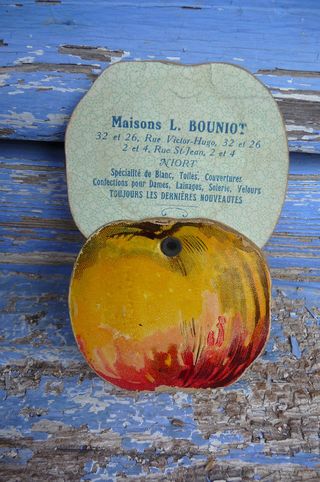 Maisons L. BOUNIOT
32 et 26, Rue Victor-Hugo, 32 et 26
2 et 4, Rue St-Jean, 2 et 4
NIORT
Spécialité de Blanc, Toiles, Couvertures
Confections pour Dames, Lainages, Soierie, Velours
TOUJOURS LES DERNIÈRES NOUVEAUTÉS